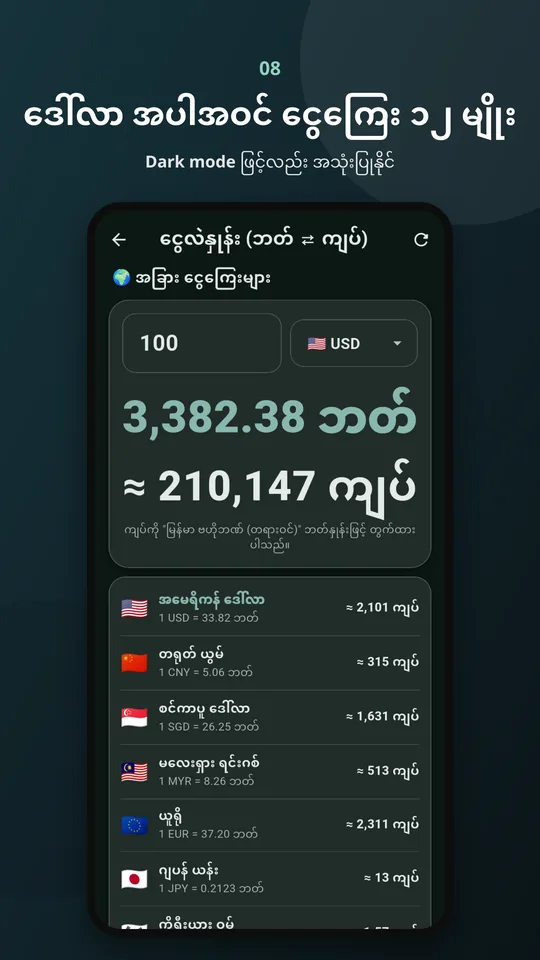 08
ဒေါ်လာ အပါအဝင် ငွေကြေး ၁၂ မျိုး
Dark mode ဖြင့်လည်း အသုံးပြုနိုင်
ငွေလဲနှုန်း (ဘတ် ⇄ ကျပ်)
🌍 အခြား ငွေကြေးများ
100
🇺🇸 USD
3,382.38 ဘတ်
≈ 210,147 ကျပ်
ကျပ်ကို "မြန်မာ ဗဟိုဘဏ် (တရားဝင်)" ဘတ်နှုန်းဖြင့် တွက်ထား
ပါသည်။
အမေရိကန် ဒေါ်လာ
1 USD = 33.82 ဘတ်
≈ 2,101 ကျပ်
တရုတ် ယွမ်
1 CNY = 5.06 ဘတ်
≈ 315 ကျပ်
စင်ကာပူ ဒေါ်လာ
1 SGD = 26.25 ဘတ်
≈ 1,631 ကျပ်
မလေးရှား ရင်းဂစ်
1 MYR = 8.26 ဘတ်
≈ 513 ကျပ်
ယူရို
1 EUR = 37.20 ဘတ်
≈ 2,311 ကျပ်
ဂျပန် ယန်း
1 JPY = 0.2123 ဘတ်
≈ 13 ကျပ်
ကိုရီးယား ဝမ်